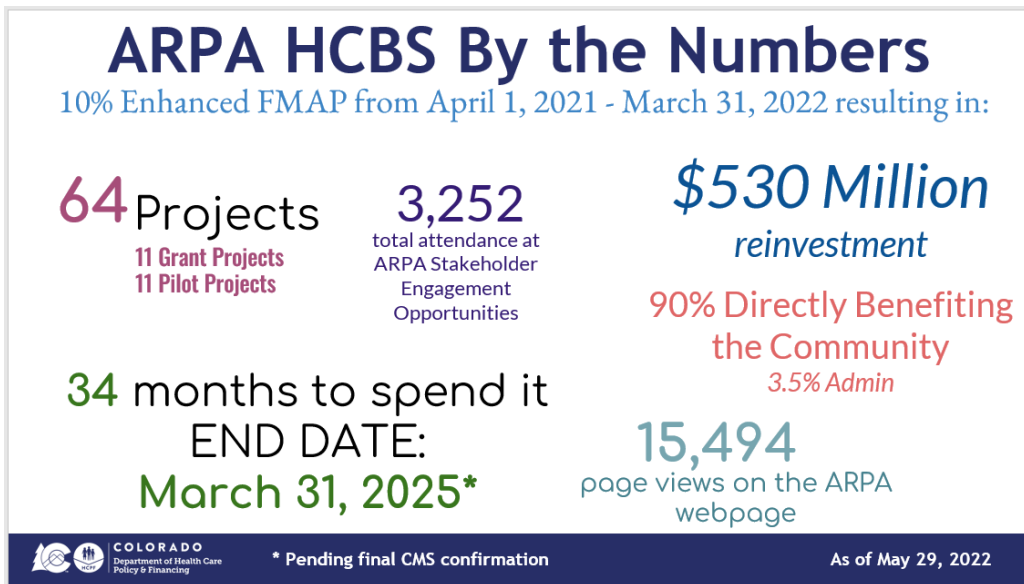 ARPA HCBS By the Numbers
10% Enhanced FMAP from April 1, 2021 - March 31, 2022 resulting in:
64 Projects
11 Grant Projects
11 Pilot Projects
3,252
total attendance at
ARPA Stakeholder
Engagement
Opportunities
$530 Million
reinvestment
90% Directly Benefiting
the Community
3.5% Admin
34 months to spend it
END DATE:
March 31, 2025*
15,494
page views on the ARPA
webpage
HCPF
COLORADO
Department of Health Care
Policy & Financing
* Pending final CMS confirmation
As of May 29, 2022